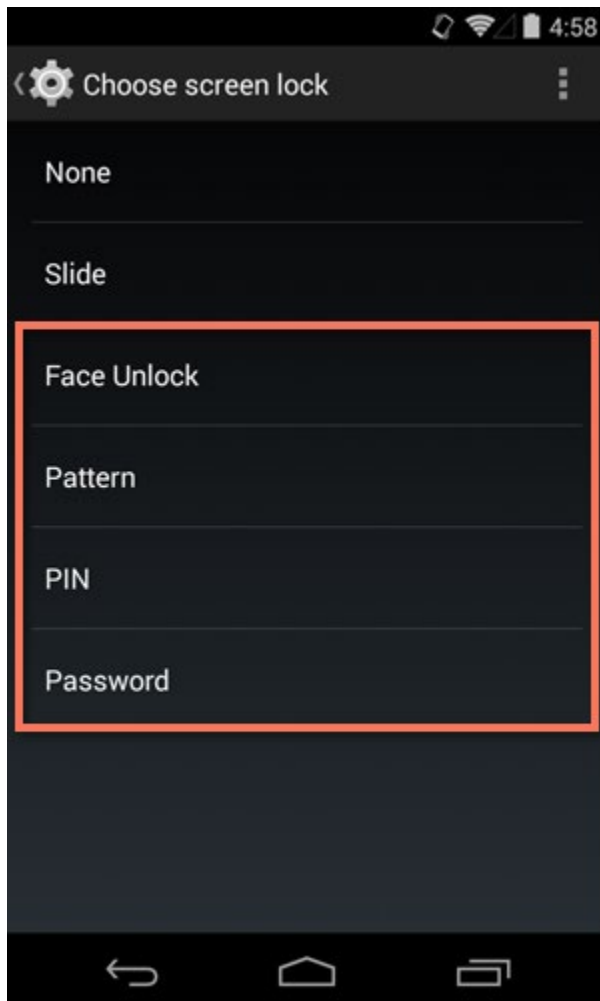 4:58
Choose screen lock
None
Slide
Face Unlock
Pattern
PIN
Password